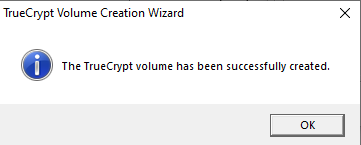 TrueCrypt Volume Creation Wizard
The TrueCrypt volume has been successfully created.
OK